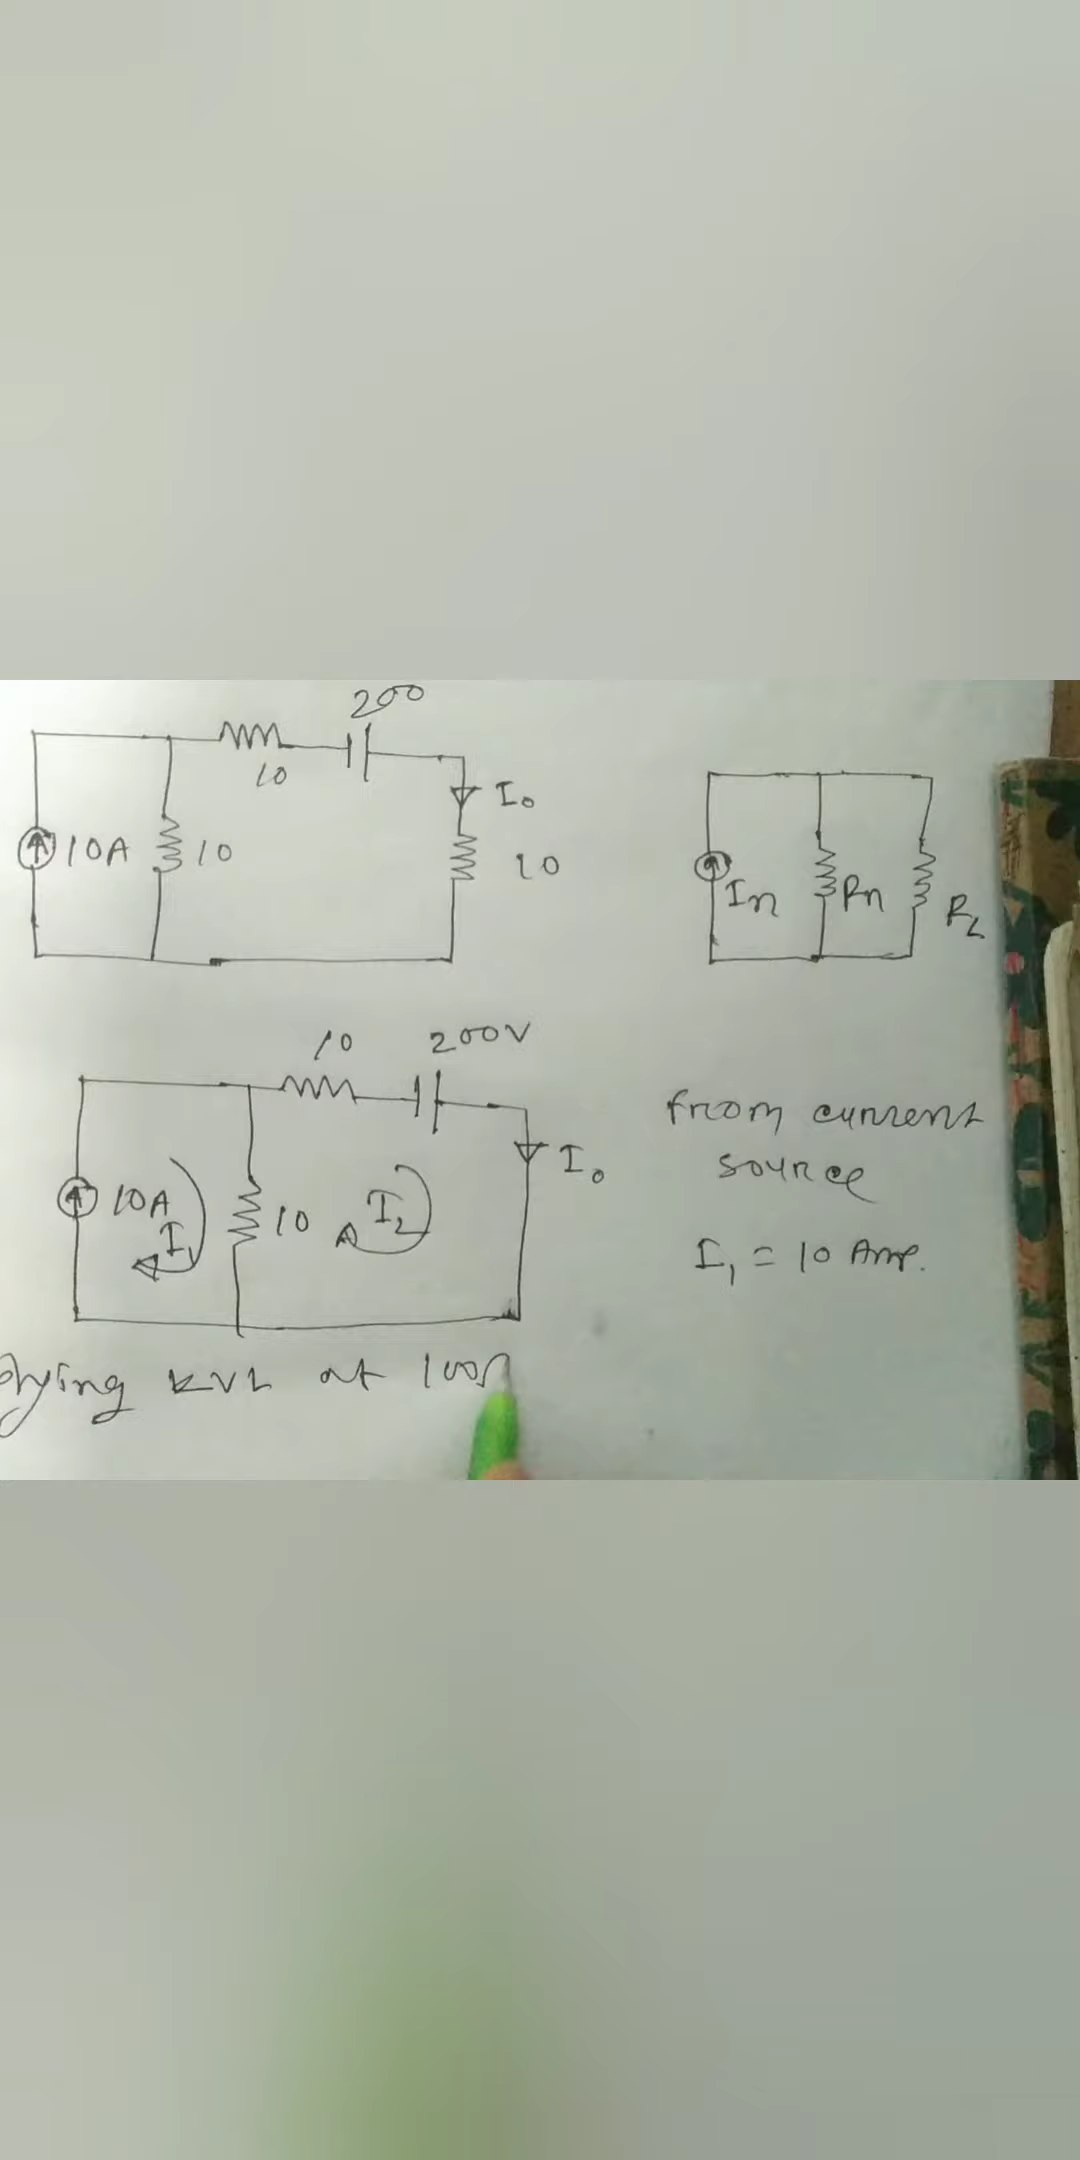 200
10
I₀
10A
10
10
In
Rn
RL
10
200V
I₀
10A
I₁
10
I₂
from current
source
I₁ = 10 Amp.
plying KVL at loop